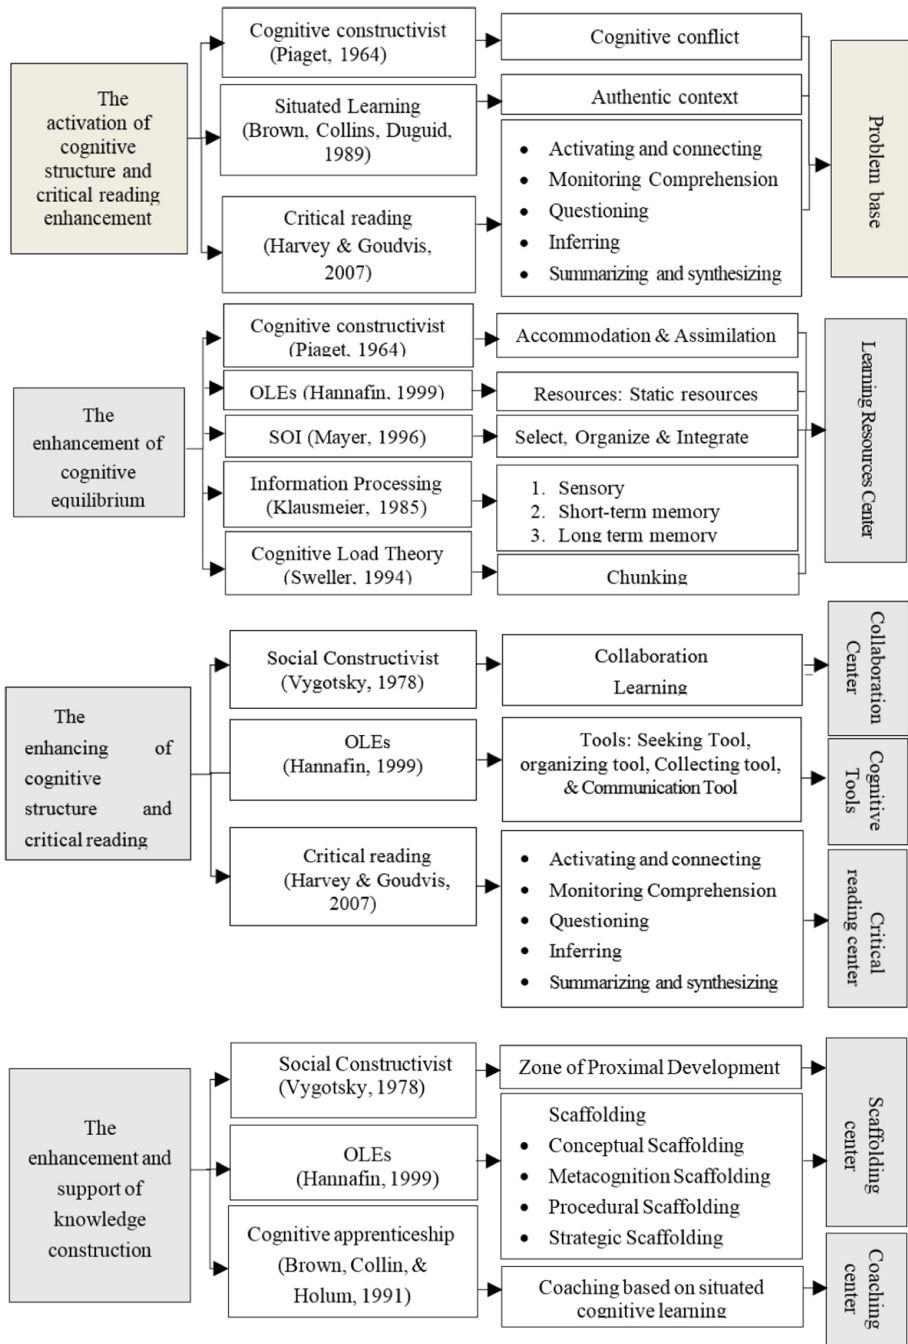 The
activation of
cognitive
structure and
critical reading
enhancement
Cognitive constructivist
(Piaget, 1964)
Cognitive conflict
Situated Learning
(Brown, Collins, Duguid,
1989)
Authentic context
Critical reading
(Harvey & Goudvis,
2007)
• Activating and connecting
• Monitoring Comprehension
• Questioning
• Inferring
• Summarizing and synthesizing
Problem base
The
enhancement of
cognitive
equilibrium
Cognitive constructivist
(Piaget, 1964)
Accommodation & Assimilation
OLEs (Hannafin, 1999)
Resources: Static resources
SOI (Mayer, 1996)
Select, Organize & Integrate
Information Processing
(Klausmeier, 1985)
1. Sensory
2. Short-term memory
3. Long term memory
Cognitive Load Theory
(Sweller, 1994)
Chunking
Learning Resources Center
The
enhancing of
cognitive
structure and
critical reading
Social Constructivist
(Vygotsky, 1978)
Collaboration
Learning
Collaboration
Center
OLEs
(Hannafin, 1999)
Tools: Seeking Tool,
organizing tool, Collecting tool,
& Communication Tool
Cognitive
Tools
Critical reading
(Harvey & Goudvis,
2007)
• Activating and connecting
• Monitoring Comprehension
• Questioning
• Inferring
• Summarizing and synthesizing
Critical
reading center
The
enhancement and
support of
knowledge
construction
Social Constructivist
(Vygotsky, 1978)
Zone of Proximal Development
OLEs
(Hannafin, 1999)
Scaffolding
• Conceptual Scaffolding
• Metacognition Scaffolding
• Procedural Scaffolding
• Strategic Scaffolding
Scaffolding
center
Cognitive apprenticeship
(Brown, Collin, &
Holum, 1991)
Coaching based on situated
cognitive learning
Coaching
center